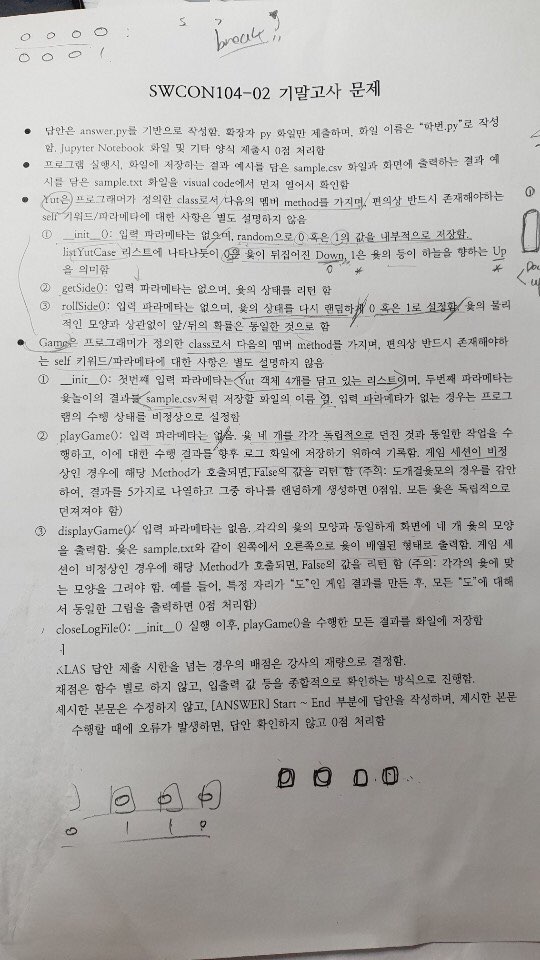 0 0 0 0 :
s ,
break ; !!
0 0 0 1
SWCON104-02 기말고사 문제
● 답안은 answer.py를 기반으로 작성함. 확장자 py 화일만 제출하며, 화일 이름은 "학번.py"로 작성
함. Jupyter Notebook 화일 및 기타 양식 제출시 0점 처리함
● 프로그램 실행시, 화일에 저장하는 결과 예시를 담은 sample.csv 화일과 화면에 출력하는 결과 예
시를 담은 sample.txt 화일을 visual code에서 먼저 열어서 확인함
● Yut은 프로그래머가 정의한 class로서 다음의 멤버 method를 가지며, 편의상 반드시 존재해야하는
self 키워드/파라메타에 대한 사항은 별도 설명하지 않음
① __init__(): 입력 파라메타는 없으며, random으로 0 혹은 1의 값을 내부적으로 저장함.
listYutCase 리스트에 나타나듯이 0은 윷이 뒤집어진 Down, 1은 윷의 등이 하늘을 향하는 Up
을 의미함
② getSide(): 입력 파라메타는 없으며, 윷의 상태를 리턴 함
③ rollSide(): 입력 파라메타는 없으며, 윷의 상태를 다시 랜덤하게 0 혹은 1로 설정함. 윷의 물리
적인 모양과 상관없이 앞/뒤의 확률은 동일한 것으로 함
● Game은 프로그래머가 정의한 class로서 다음의 멤버 method를 가지며, 편의상 반드시 존재해야하
는 self 키워드/파라메타에 대한 사항은 별도 설명하지 않음
① __init__(): 첫번째 입력 파라메타는 Yut 객체 4개를 담고 있는 리스트이며, 두번째 파라메타는
윷놀이의 결과를 sample.csv처럼 저장할 화일의 이름 임. 입력 파라메타가 없는 경우는 프로그
램의 수행 상태를 비정상으로 설정함
② playGame(): 입력 파라메타는 없음. 윷 네 개를 각각 독립적으로 던진 것과 동일한 작업을 수
행하고, 이에 대한 수행 결과를 향후 로그 화일에 저장하기 위하여 기록함. 게임 세션이 비정
상인 경우에 해당 Method가 호출되면, False의 값을 리턴 함 (주희: 도개걸윷모의 경우를 감안
하여, 결과를 5가지로 나열하고 그중 하나를 랜덤하게 생성하면 0점임. 모든 윷은 독립적으로
던져져야 함)
③ displayGame(): 입력 파라메타는 없음. 각각의 윷의 모양과 동일하게 화면에 네 개 윷의 모양
을 출력함. 윷은 sample.txt와 같이 왼쪽에서 오른쪽으로 윷이 배열된 형태로 출력함. 게임 세
션이 비정상인 경우에 해당 Method가 호출되면, False의 값을 리턴 함 (주의: 각각의 윷에 맞
는 모양을 그려야 함. 예를 들어, 특정 자리가 "도"인 게임 결과를 만든 후, 모든 "도"에 대해
서 동일한 그림을 출력하면 0점 처리함)
closeLogFile(): __init__() 실행 이후, playGame()을 수행한 모든 결과를 화일에 저장함
KLAS 답안 제출 시한을 넘는 경우의 배점은 강사의 재량으로 결정함.
재점은 함수 별로 하지 않고, 입출력 값 등을 종합적으로 확인하는 방식으로 진행함.
제시한 본문은 수정하지 않고, [ANSWER] Start ~ End 부분에 답안을 작성하며, 제시한 본문
수행할 때에 오류가 발생하면, 답안 확인하지 않고 0점 처리함
0 1 1 0